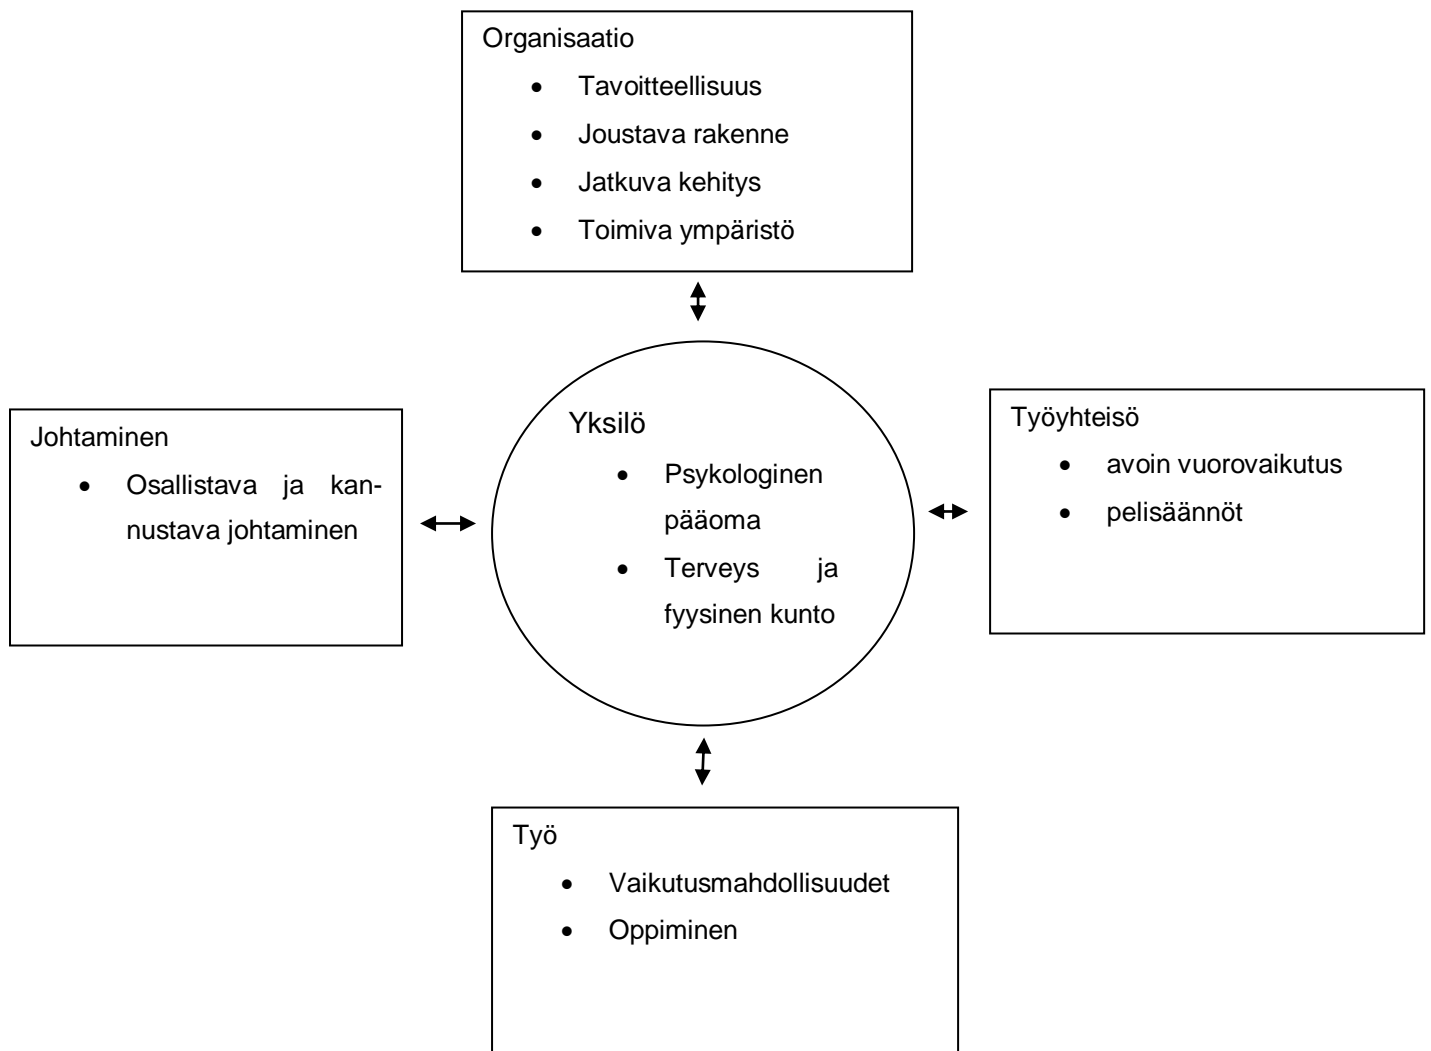 Organisaatio
• Tavoitteellisuus
• Joustava rakenne
• Jatkuva kehitys
• Toimiva ympäristö
Johtaminen
• Osallistava ja kan-
nustava johtaminen
Yksilö
• Psykologinen
pääoma
• Terveys ja
fyysinen kunto
Työyhteisö
• avoin vuorovaikutus
• pelisäännöt
Työ
• Vaikutusmahdollisuudet
• Oppiminen